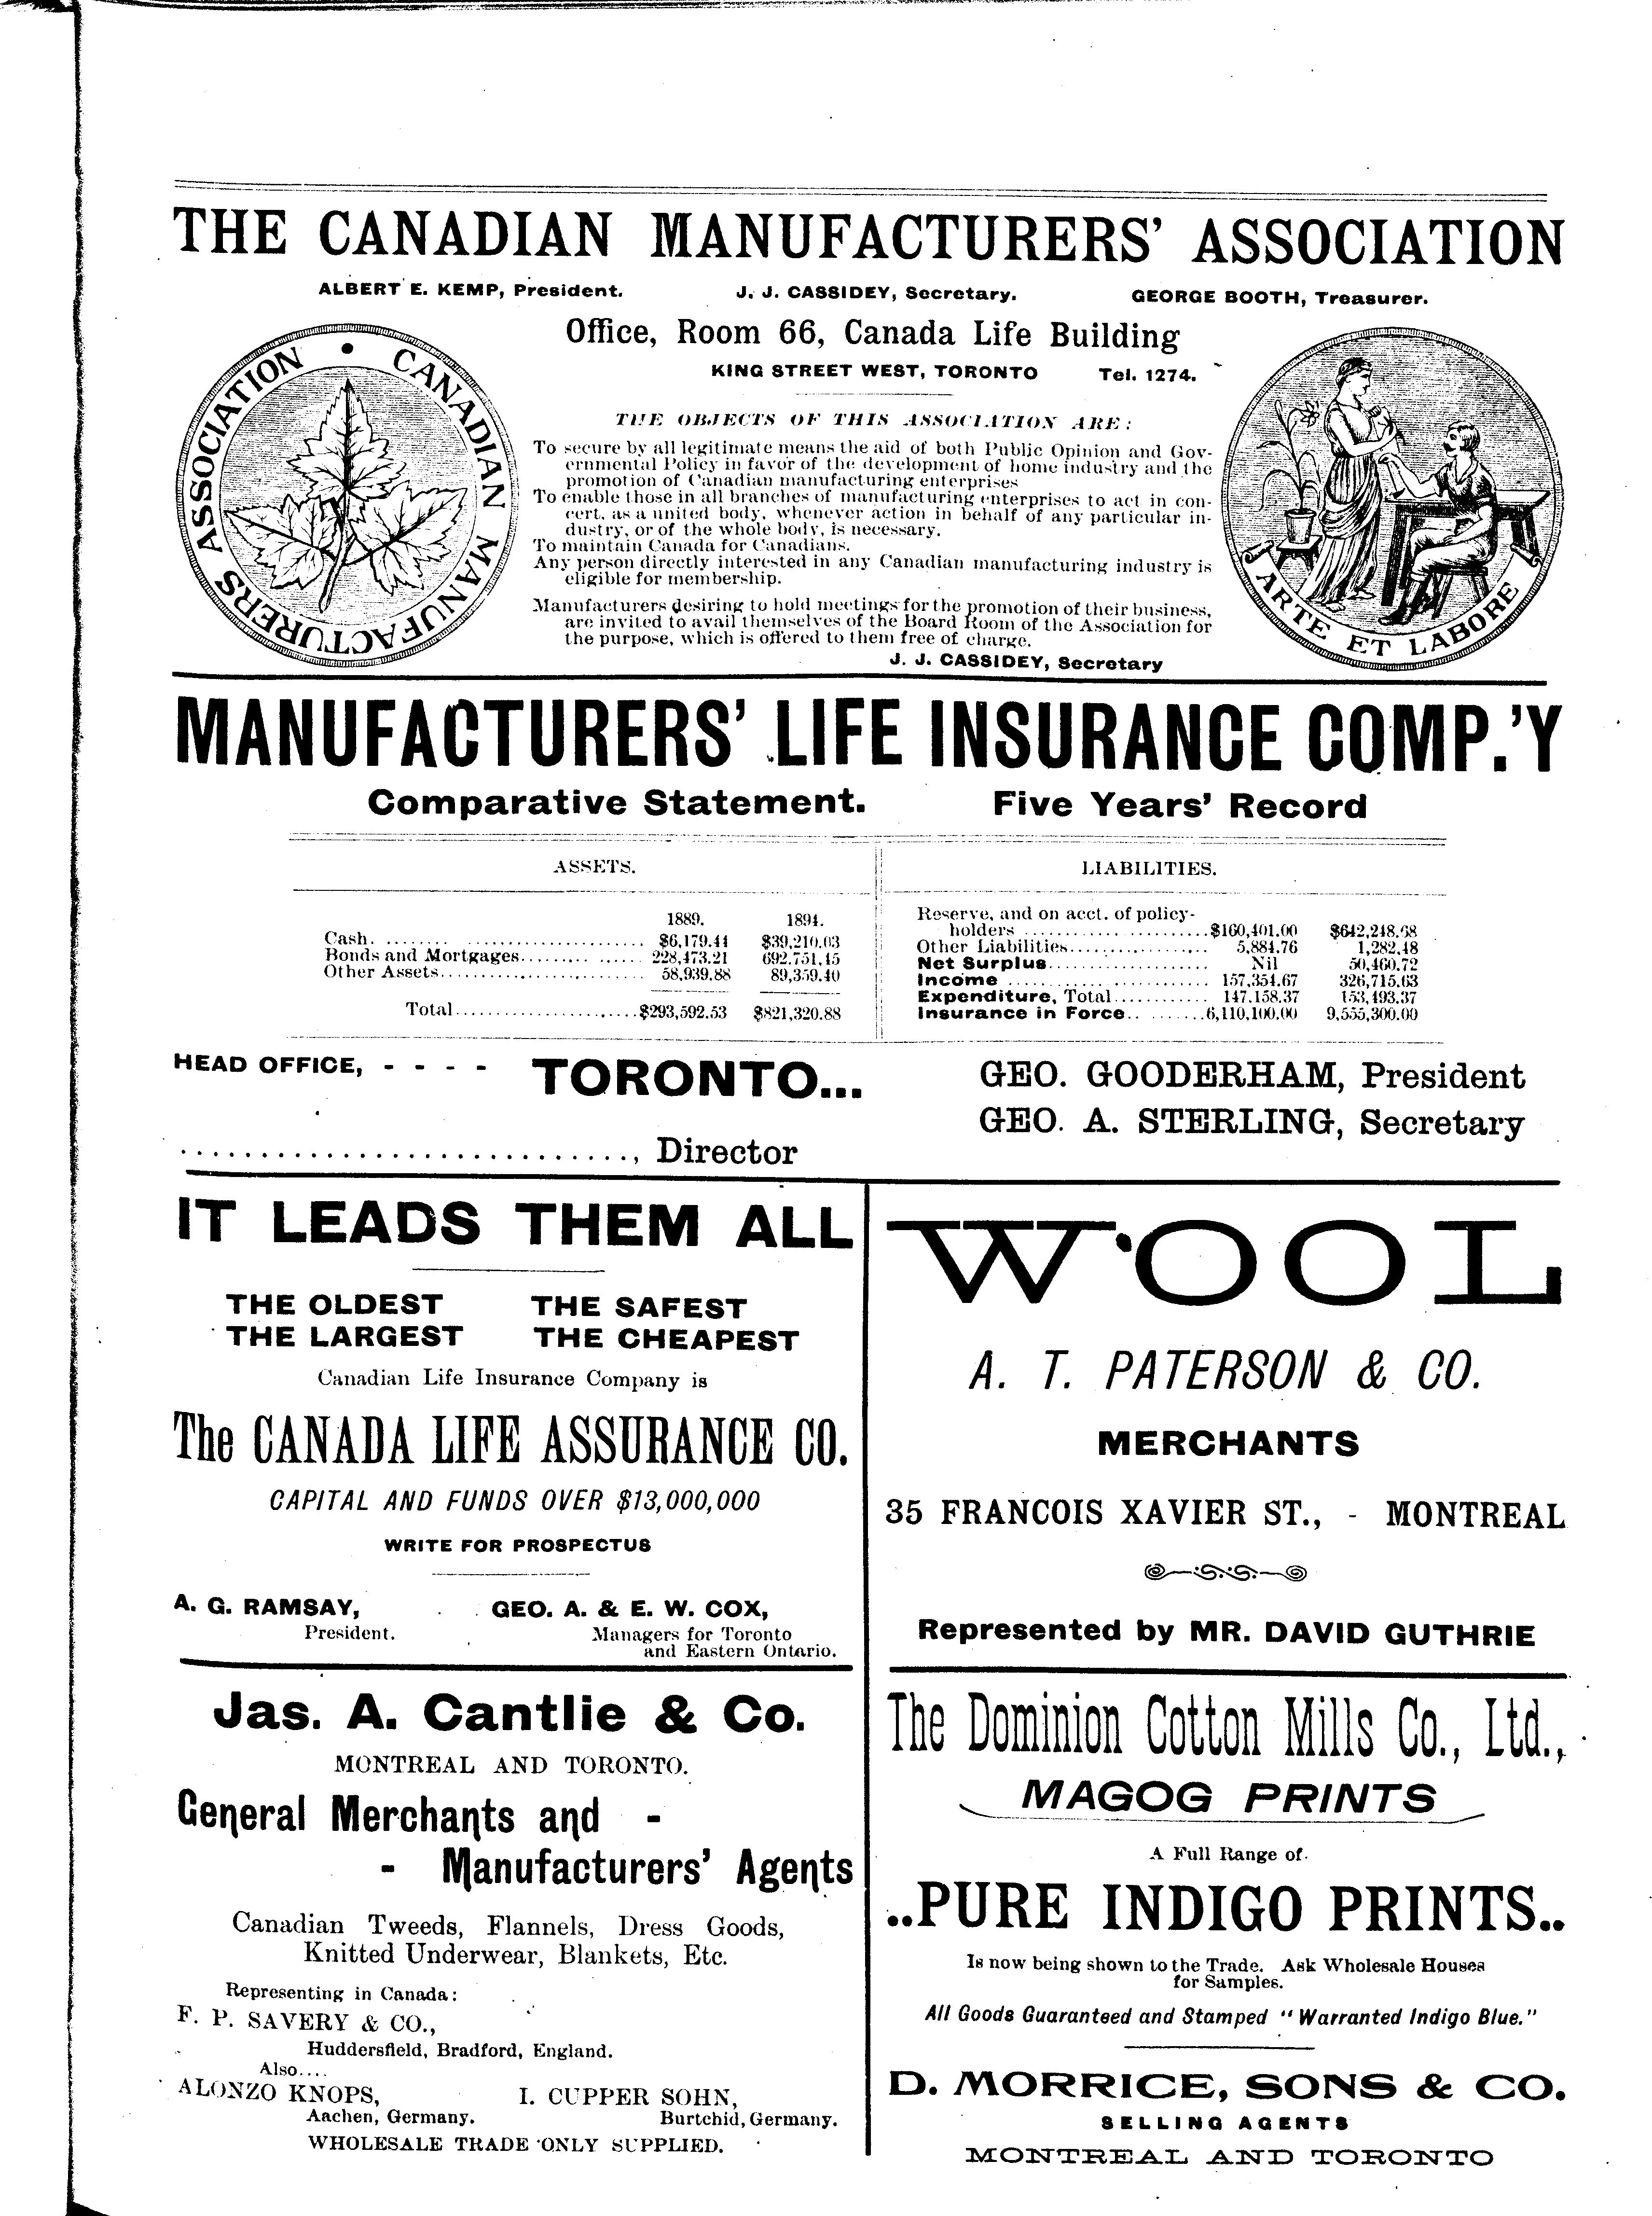 THE CANADIAN MANUFACTURERS' ASSOCIATION
ALBERT E. KEMP, President. J. J. CASSIDEY, Secretary. GEORGE BOOTH, Treasurer.
Office, Room 66, Canada Life Building
KING STREET WEST, TORONTO Tel. 1274.
CANADIAN MANUFACTURERS ASSOCIATION
THE OBJECTS OF THIS ASSOCIATION ARE:
To secure by all legitimate means the aid of both Public Opinion and Gov-
ernmental Policy in favor of the development of home industry and the
promotion of Canadian manufacturing enterprises
To enable those in all branches of manufacturing enterprises to act in con-
cert, as a united body, whenever action in behalf of any particular in-
dustry, or of the whole body, is necessary.
To maintain Canada for Canadians.
Any person directly interested in any Canadian manufacturing industry is
eligible for membership.
Manufacturers desiring to hold meetings for the promotion of their business,
are invited to avail themselves of the Board Room of the Association for
the purpose, which is offered to them free of charge.
J. J. CASSIDEY, Secretary
ARTE ET LABORE
MANUFACTURERS' LIFE INSURANCE COMP.'Y
Comparative Statement. Five Years' Record
ASSETS.
1889. 1894.
Cash. ........ ........................ $6,179.44 $39,210.03
Bonds and Mortgages......... ...... 228,473.21 692.751,45
Other Assets............................ 58,939.88 89,359.40
Total.........................$293,592.53 $821,320.88
LIABILITIES.
Reserve, and on acct. of policy-
holders .........................$160,401.00 $642,248.68
Other Liabilities................. 5,884.76 1,282.48
Net Surplus.................... Nil 50,460.72
Income ............ ............ 157,354.67 326,715.63
Expenditure, Total............ 147.158.37 153,493.37
Insurance in Force.. .......6,110,100.00 9,555,300.00
HEAD OFFICE, - - - - TORONTO...
GEO. GOODERHAM, President
GEO. A. STERLING, Secretary
............................., Director
IT LEADS THEM ALL
THE OLDEST THE SAFEST
THE LARGEST THE CHEAPEST
Canadian Life Insurance Company is
The CANADA LIFE ASSURANCE CO.
CAPITAL AND FUNDS OVER $13,000,000
WRITE FOR PROSPECTUS
A. G. RAMSAY, GEO. A. & E. W. COX,
President. Managers for Toronto
and Eastern Ontario.
WOOL
A. T. PATERSON & CO.
MERCHANTS
35 FRANCOIS XAVIER ST., - MONTREAL
Represented by MR. DAVID GUTHRIE
Jas. A. Cantlie & Co.
MONTREAL AND TORONTO.
General Merchants and -
- Manufacturers' Agents
Canadian Tweeds, Flannels, Dress Goods,
Knitted Underwear, Blankets, Etc.
Representing in Canada:
F. P. SAVERY & CO.,
Huddersfield, Bradford, England.
Also....
ALONZO KNOPS, I. CUPPER SOHN,
Aachen, Germany. Burtchid, Germany.
WHOLESALE TRADE ONLY SUPPLIED.
The Dominion Cotton Mills Co., Ltd.,
MAGOG PRINTS
A Full Range of
..PURE INDIGO PRINTS..
Is now being shown to the Trade. Ask Wholesale Houses
for Samples.
All Goods Guaranteed and Stamped "Warranted Indigo Blue."
D. MORRICE, SONS & CO.
SELLING AGENTS
MONTREAL AND TORONTO